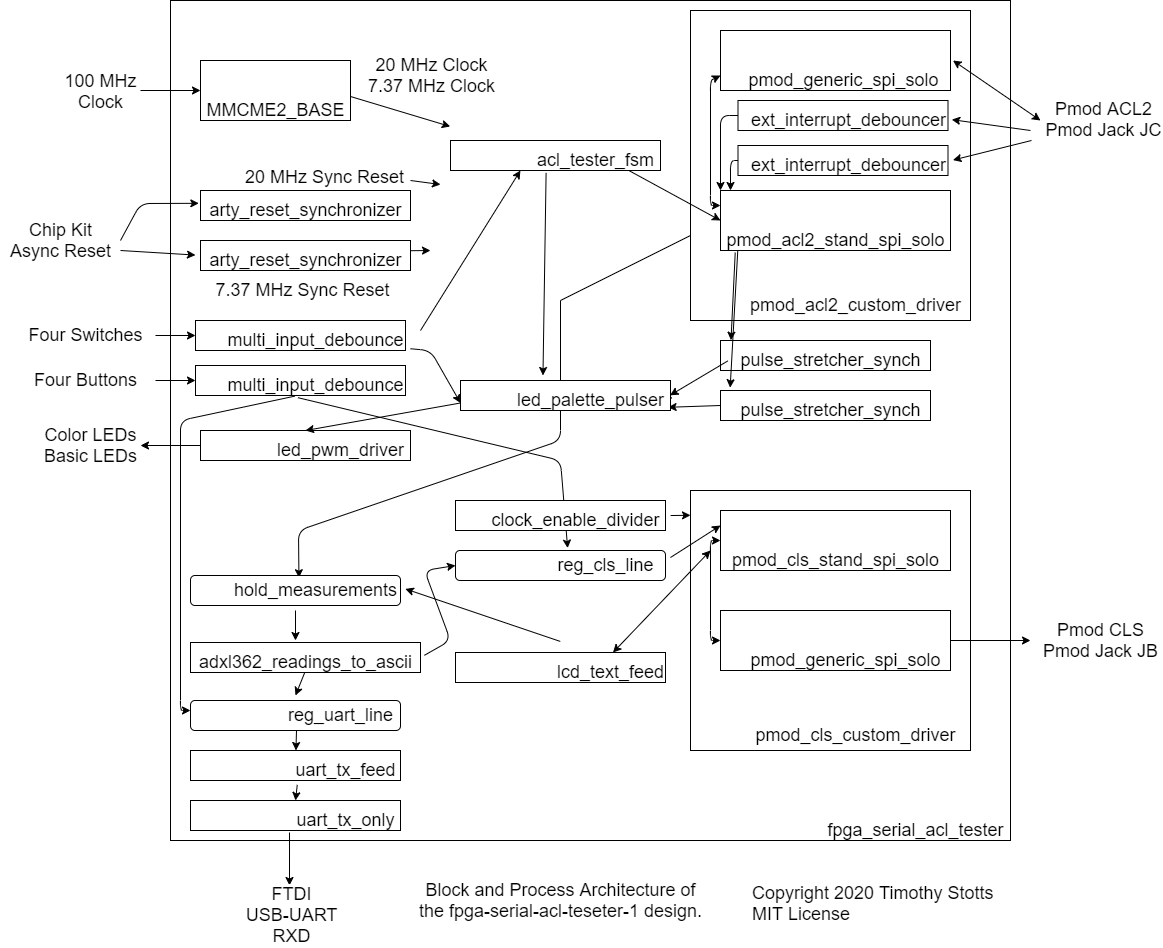 20 MHz Clock
7.37 MHz Clock
100 MHz
Clock
MMCME2_BASE
pmod_generic_spi_solo
ext_interrupt_debouncer
ext_interrupt_debouncer
Pmod ACL2
Pmod Jack JC
acl_tester_fsm
20 MHz Sync Reset
arty_reset_synchronizer
Chip Kit
Async Reset
arty_reset_synchronizer
7.37 MHz Sync Reset
pmod_acl2_stand_spi_solo
pmod_acl2_custom_driver
Four Switches
multi_input_debounce
pulse_stretcher_synch
Four Buttons
multi_input_debounce
led_palette_pulser
pulse_stretcher_synch
Color LEDs
Basic LEDs
led_pwm_driver
clock_enable_divider
reg_cls_line
pmod_cls_stand_spi_solo
hold_measurements
adxl362_readings_to_ascii
lcd_text_feed
pmod_generic_spi_solo
Pmod CLS
Pmod Jack JB
reg_uart_line
pmod_cls_custom_driver
uart_tx_feed
uart_tx_only
fpga_serial_acl_tester
FTDI
USB-UART
RXD
Block and Process Architecture of
the fpga-serial-acl-teseter-1 design.
Copyright 2020 Timothy Stotts
MIT License